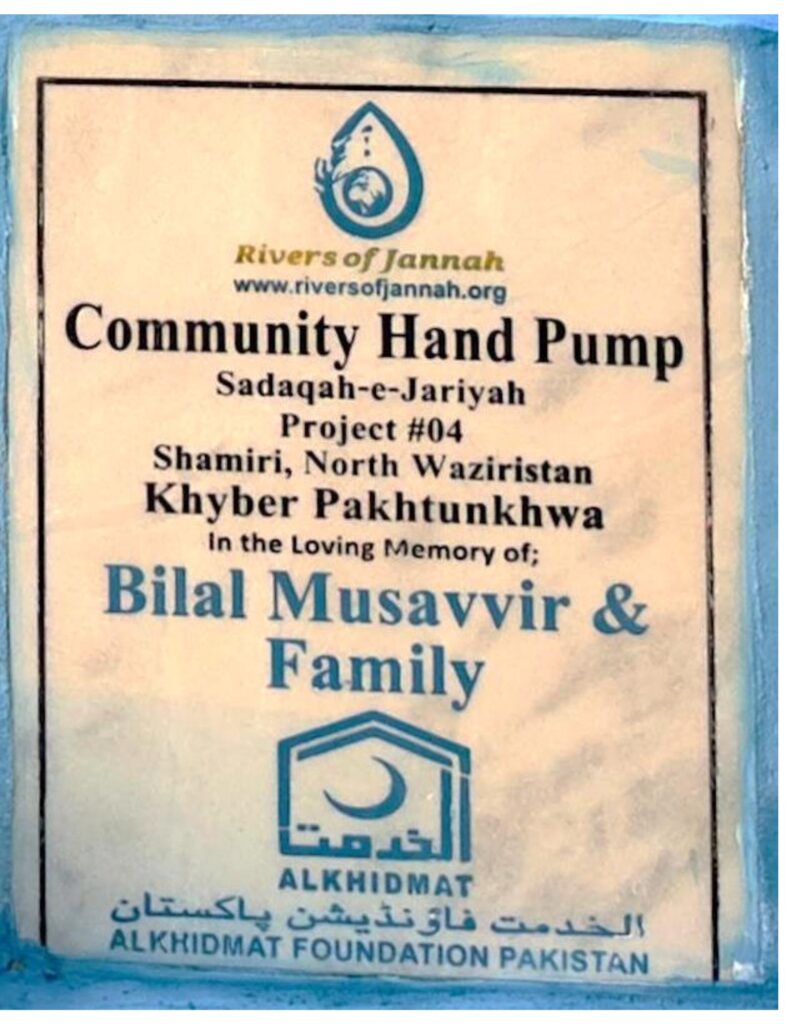 Rivers of Jannah
www.riversofjannah.org
Community Hand Pump
Sadaqah-e-Jariyah
Project #04
Shamiri, North Waziristan
Khyber Pakhtunkhwa
In the Loving Memory of;
Bilal Musavvir &
Family
الخدمت
ALKHIDMAT
الخدمت فاؤنڈیشن پاکستان
ALKHIDMAT FOUNDATION PAKISTAN